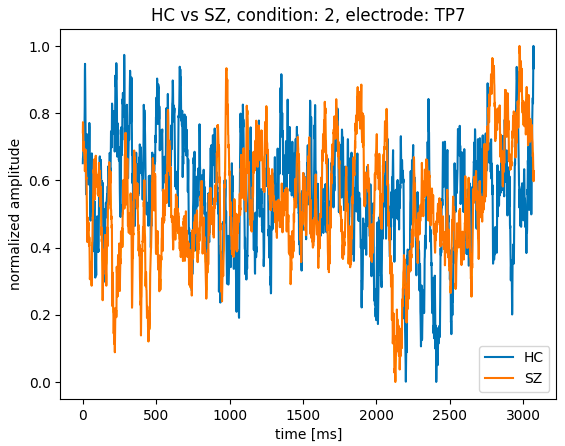 HC vs SZ, condition: 2, electrode: TP7
normalized amplitude
1.0
0.8
0.6
0.4
0.2
0.0
0
500
1000
1500
2000
2500
3000
time [ms]
HC
SZ